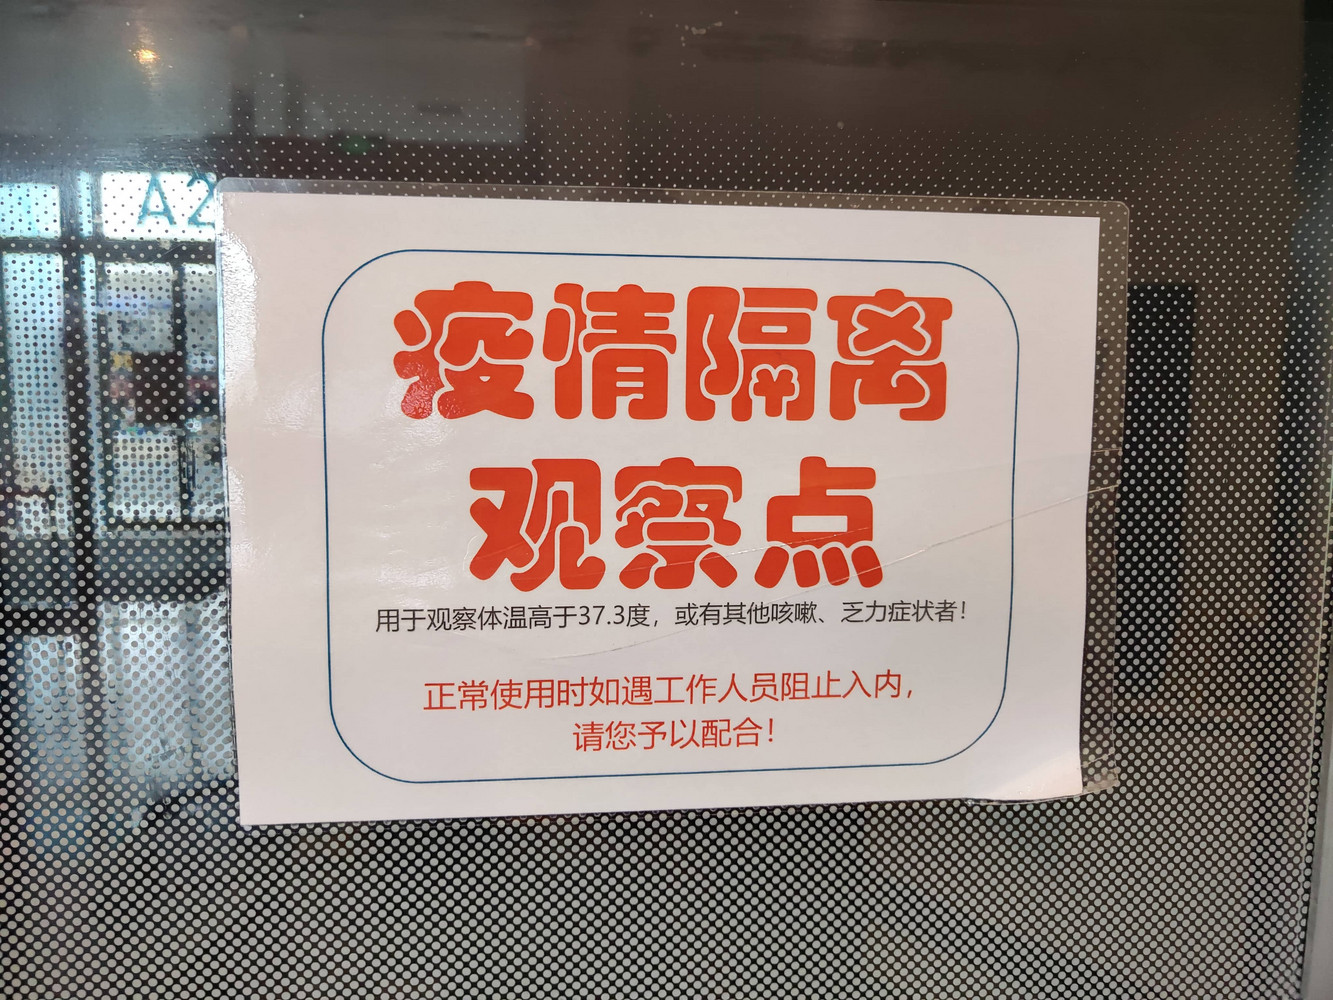 A2
疫情隔离
观察点
用于观察体温高于37.3度，或有其他咳嗽、乏力症状者！
正常使用时如遇工作人员阻止入内，
请您予以配合！